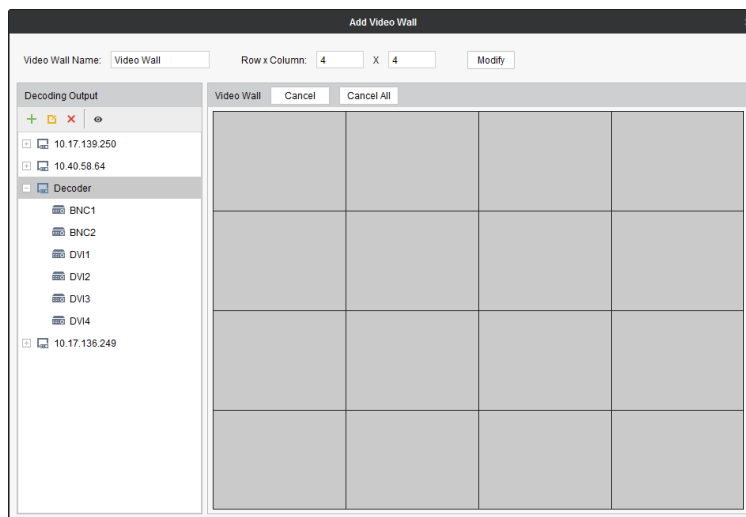 Add Video Wall
Video Wall Name: Video Wall Row x Column: 4 X 4 Modify
Decoding Output
Video Wall Cancel Cancel All
10.17.139.250
10.40.58.64
Decoder
BNC1
BNC2
DVI1
DVI2
DVI3
DVI4
10.17.136.249